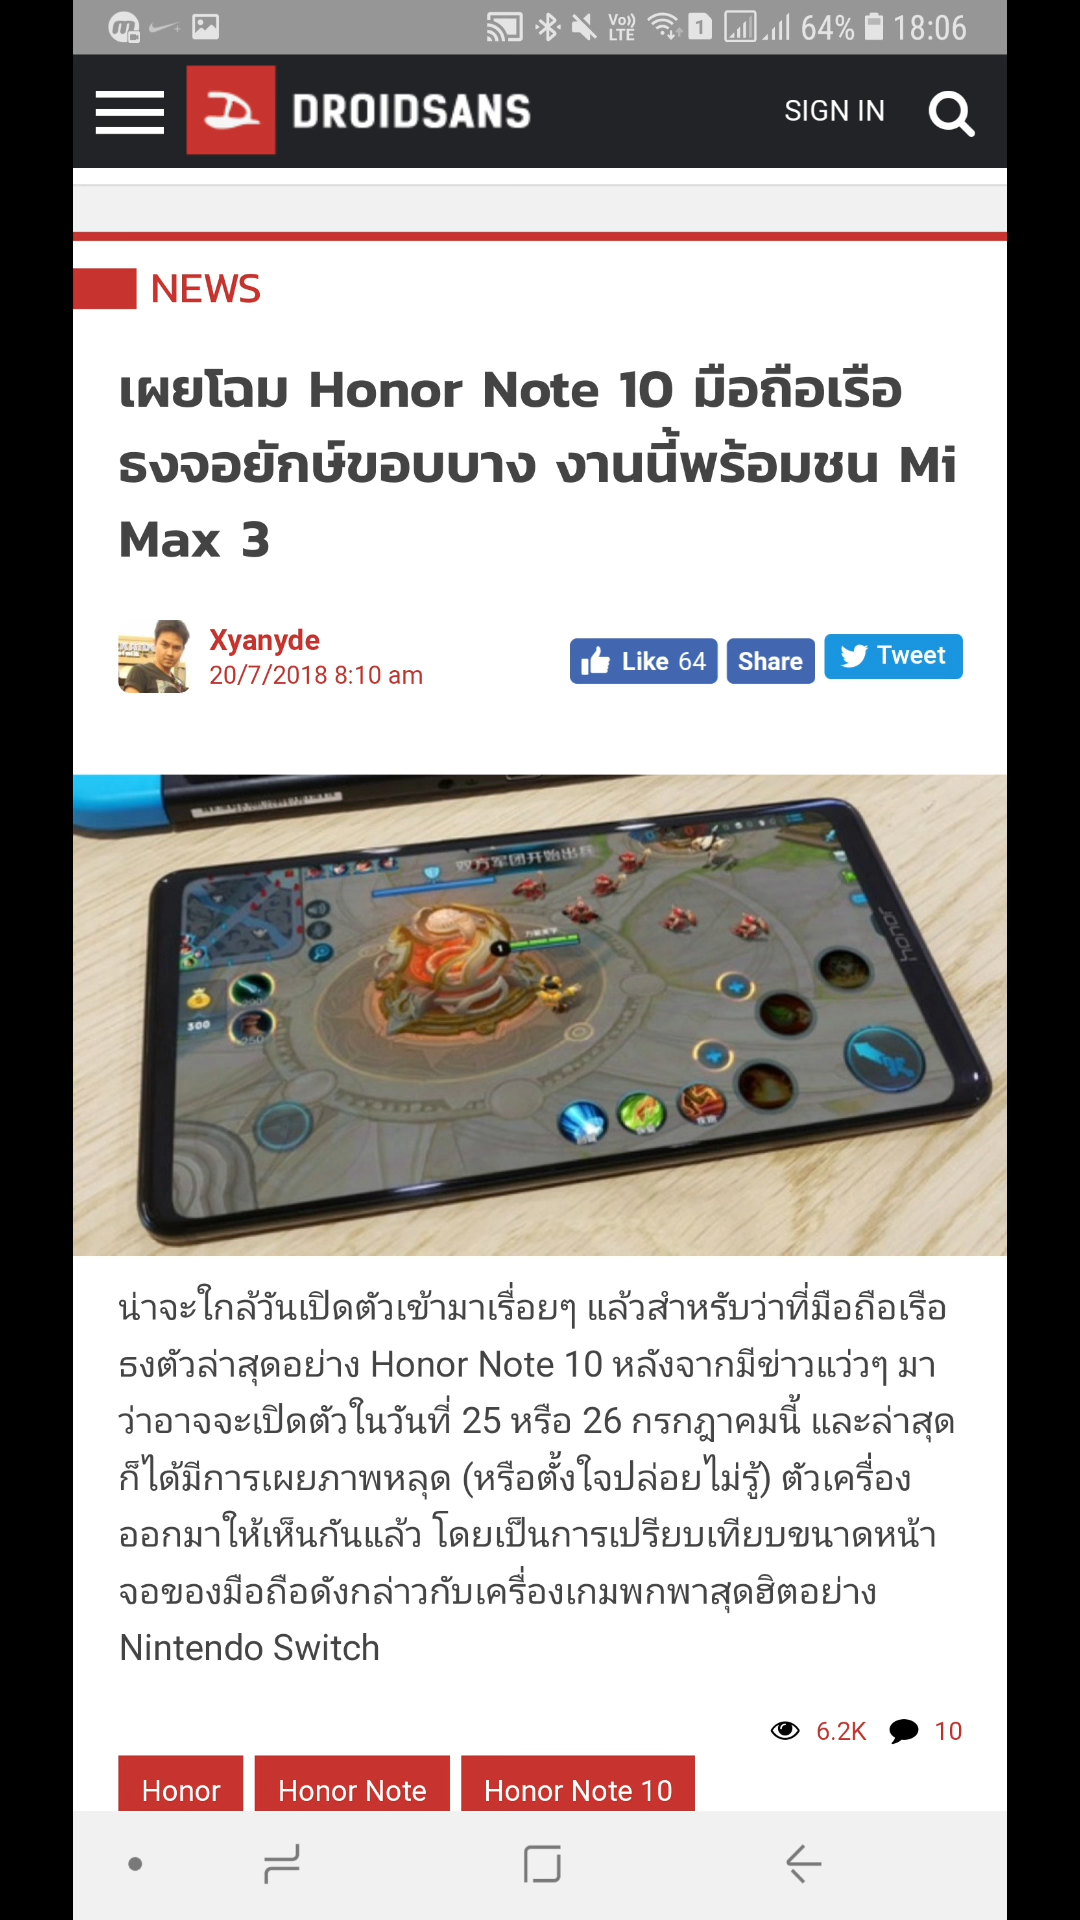 Vo)) LTE 1 64% 18:06
DROIDSANS SIGN IN
NEWS
เผยโฉม Honor Note 10 มือถือเรือ
ธงจอยักษ์ขอบบาง งานนี้พร้อมชน Mi
Max 3
Xyanyde
20/7/2018 8:10 am
Like 64 Share Tweet
四方军团开始出兵
honor
1
300
250
น่าจะใกล้วันเปิดตัวเข้ามาเรื่อยๆ แล้วสำหรับว่าที่มือถือเรือ
ธงตัวล่าสุดอย่าง Honor Note 10 หลังจากมีข่าวแว่วๆ มา
ว่าอาจจะเปิดตัวในวันที่ 25 หรือ 26 กรกฎาคมนี้ และล่าสุด
ก็ได้มีการเผยภาพหลุด (หรือตั้งใจปล่อยไม่รู้) ตัวเครื่อง
ออกมาให้เห็นกันแล้ว โดยเป็นการเปรียบเทียบขนาดหน้า
จอของมือถือดังกล่าวกับเครื่องเกมพกพาสุดฮิตอย่าง
Nintendo Switch
6.2K 10
Honor Honor Note Honor Note 10